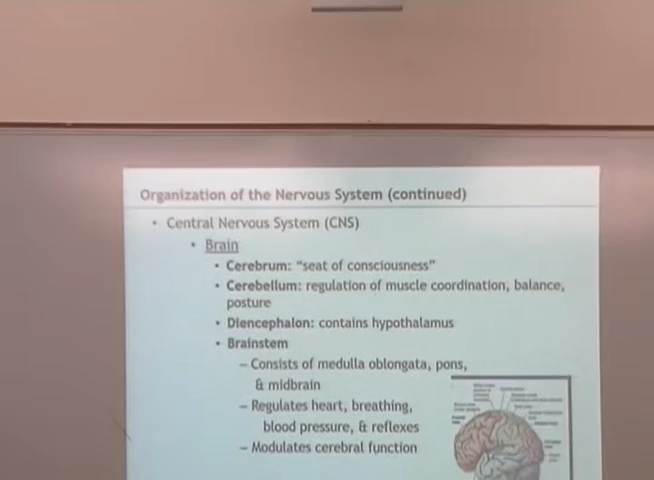 Organization of the Nervous System (continued)
• Central Nervous System (CNS)
• Brain
• Cerebrum: “seat of consciousness”
• Cerebellum: regulation of muscle coordination, balance,
posture
• Diencephalon: contains hypothalamus
• Brainstem
– Consists of medulla oblongata, pons,
& midbrain
– Regulates heart, breathing,
blood pressure, & reflexes
– Modulates cerebral function